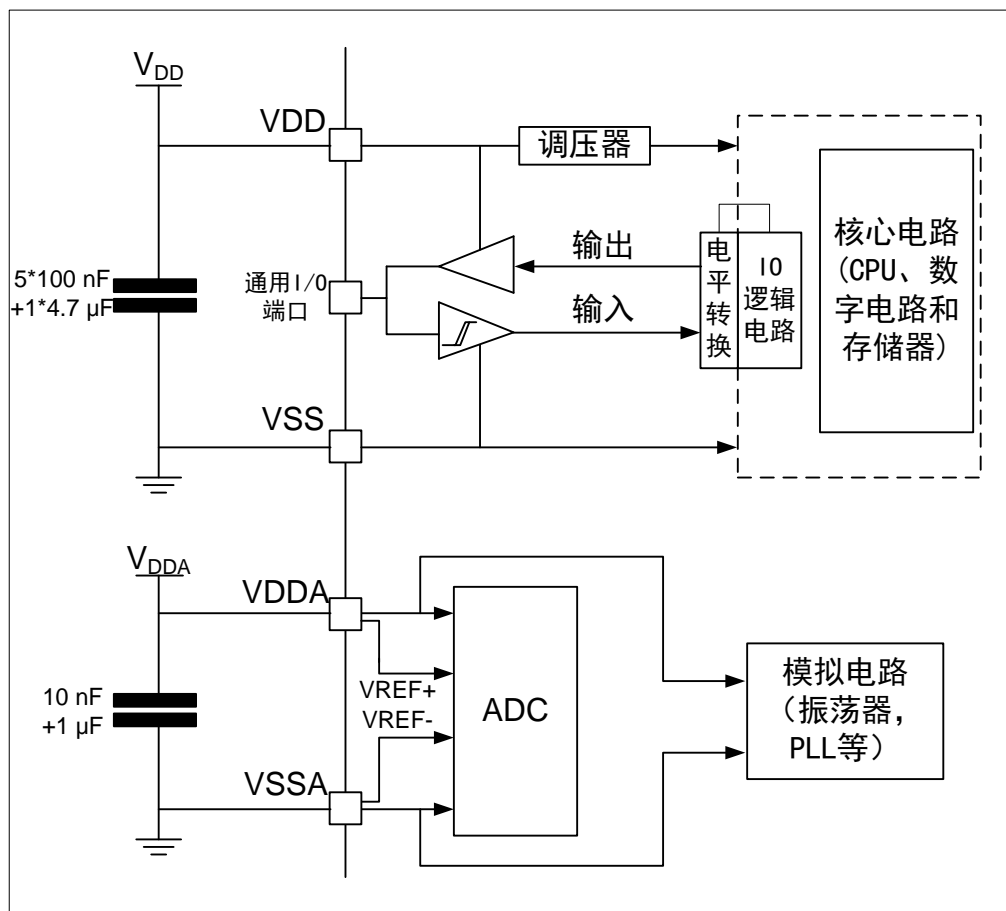 VDD
VDD
调压器
5*100 nF
+1*4.7 µF
通用I/O
端口
输出
输入
电平转换
IO
逻辑
电路
核心电路
(CPU、数
字电路和
存储器)
VSS
VDDA
VDDA
10 nF
+1 µF
VREF+
VREF-
ADC
模拟电路
（振荡器，
PLL等）
VSSA